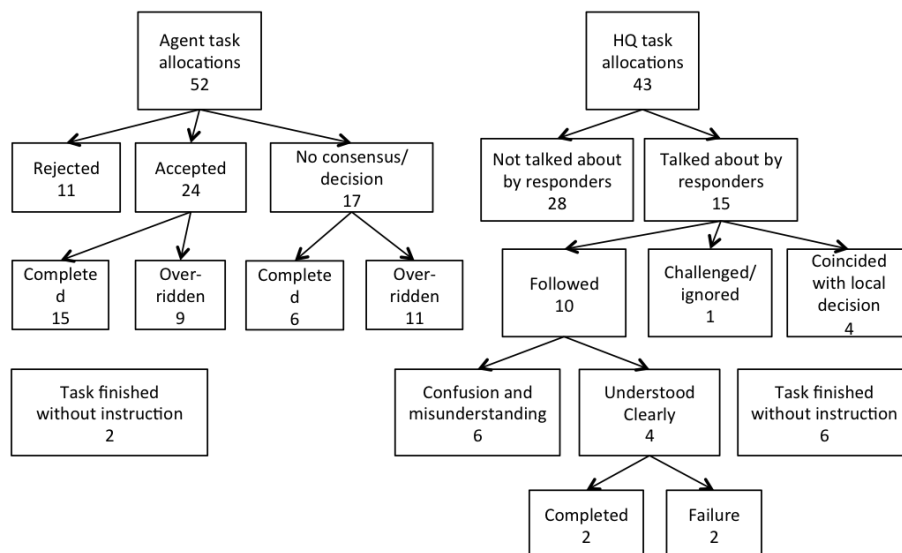 Agent task
allocations
52
HQ task
allocations
43
Rejected
11
Accepted
24
No consensus/
decision
17
Not talked about
by responders
28
Talked about by
responders
15
Complete
d
15
Over-
ridden
9
Complete
d
6
Over-
ridden
11
Followed
10
Challenged/
ignored
1
Coincided
with local
decision
4
Task finished
without instruction
2
Confusion and
misunderstanding
6
Understood
Clearly
4
Task finished
without instruction
6
Completed
2
Failure
2